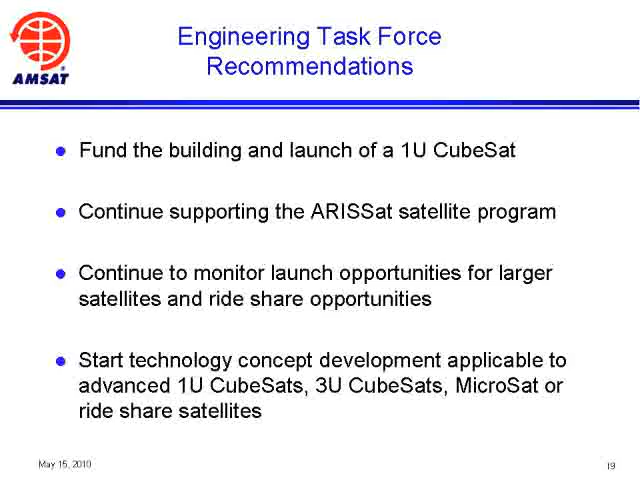 Engineering Task Force
Recommendations
AMSAT
Fund the building and launch of a 1U CubeSat
Continue supporting the ARISSat satellite program
Continue to monitor launch opportunities for larger
satellites and ride share opportunities
Start technology concept development applicable to
advanced 1U CubeSats, 3U CubeSats, MicroSat or
ride share satellites
May 15, 2010
19